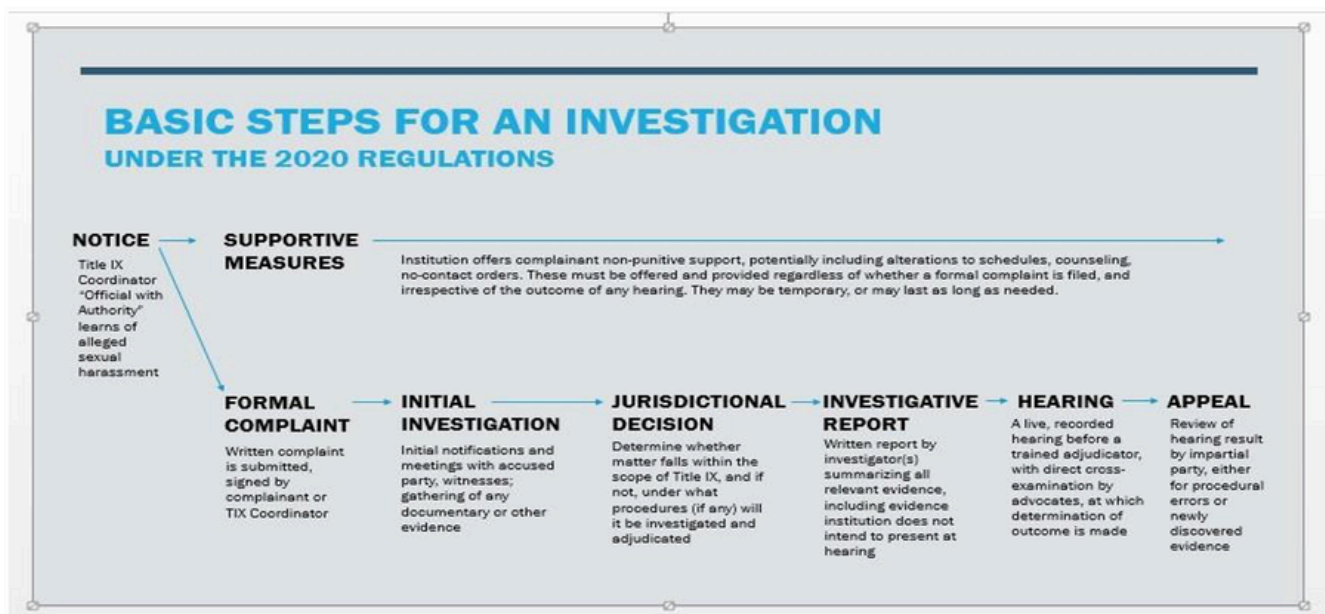 BASIC STEPS FOR AN INVESTIGATION
UNDER THE 2020 REGULATIONS
NOTICE
Title IX
Coordinator
"Official with
Authority"
learns of
alleged
sexual
harassment
SUPPORTIVE
MEASURES
Institution offers complainant non-punitive support, potentially including alterations to schedules, counseling,
no-contact orders. These must be offered and provided regardless of whether a formal complaint is filed, and
irrespective of the outcome of any hearing. They may be temporary, or may last as long as needed.
FORMAL
COMPLAINT
Written complaint
is submitted,
signed by
complainant or
TIX Coordinator
INITIAL
INVESTIGATION
Initial notifications and
meetings with accused
party, witnesses;
gathering of any
documentary or other
evidence
JURISDICTIONAL
DECISION
Determine whether
matter falls within the
scope of Title IX, and if
not, under what
procedures (if any) will
it be investigated and
adjudicated
INVESTIGATIVE
REPORT
Written report by
investigator(s)
summarizing all
relevant evidence,
including evidence
institution does not
intend to present at
hearing
HEARING
A live, recorded
hearing before a
trained adjudicator,
with direct cross-
examination by
advocates, at which
determination of
outcome is made
APPEAL
Review of
hearing result
by impartial
party, either
for procedural
errors or
newly
discovered
evidence